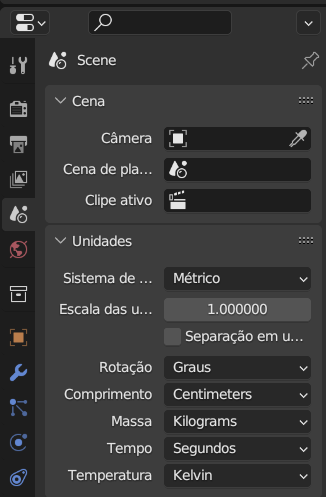 Scene
Cena
Câmera
Cena de pla...
Clipe ativo
Unidades
Sistema de ... Métrico
Escala das u... 1.000000
Separação em u...
Rotação Graus
Comprimento Centimeters
Massa Kilograms
Tempo Segundos
Temperatura Kelvin